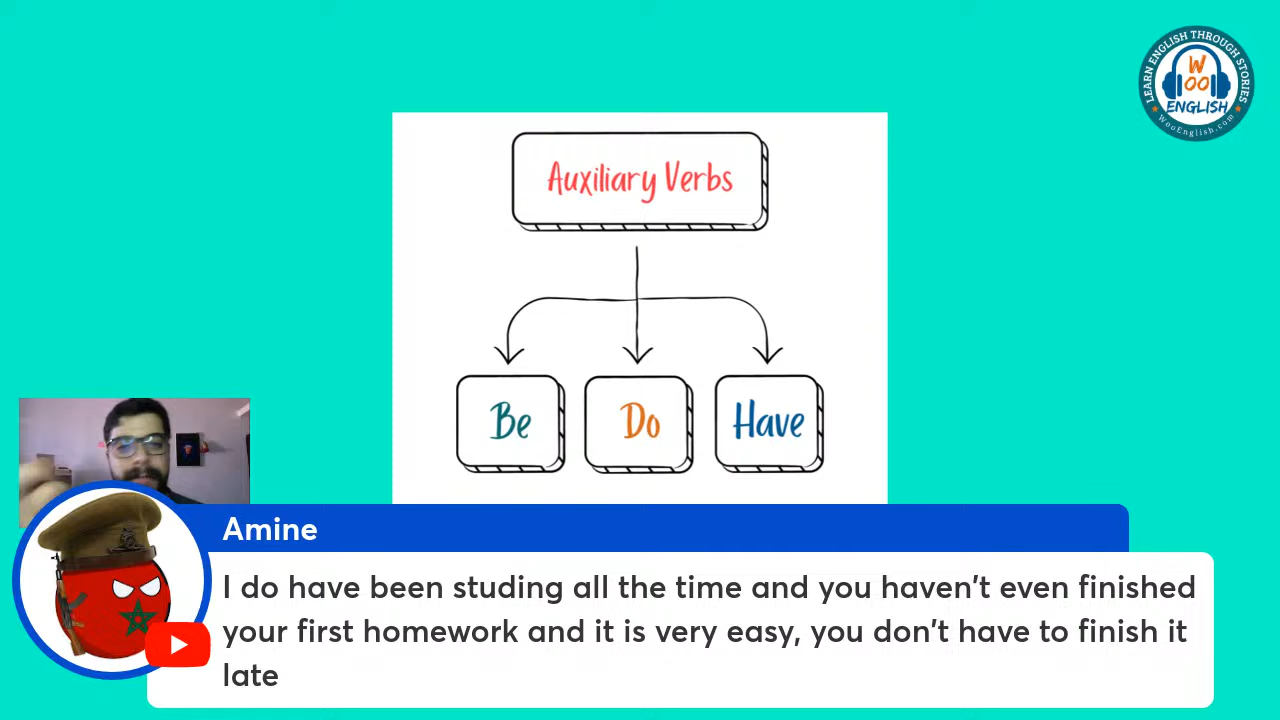 LEARN ENGLISH THROUGH STORIES
W
OO
ENGLISH
WooEnglish.com
Auxiliary Verbs
Be
Do
Have
Amine
I do have been studing all the time and you haven't even finished
your first homework and it is very easy, you don't have to finish it
late